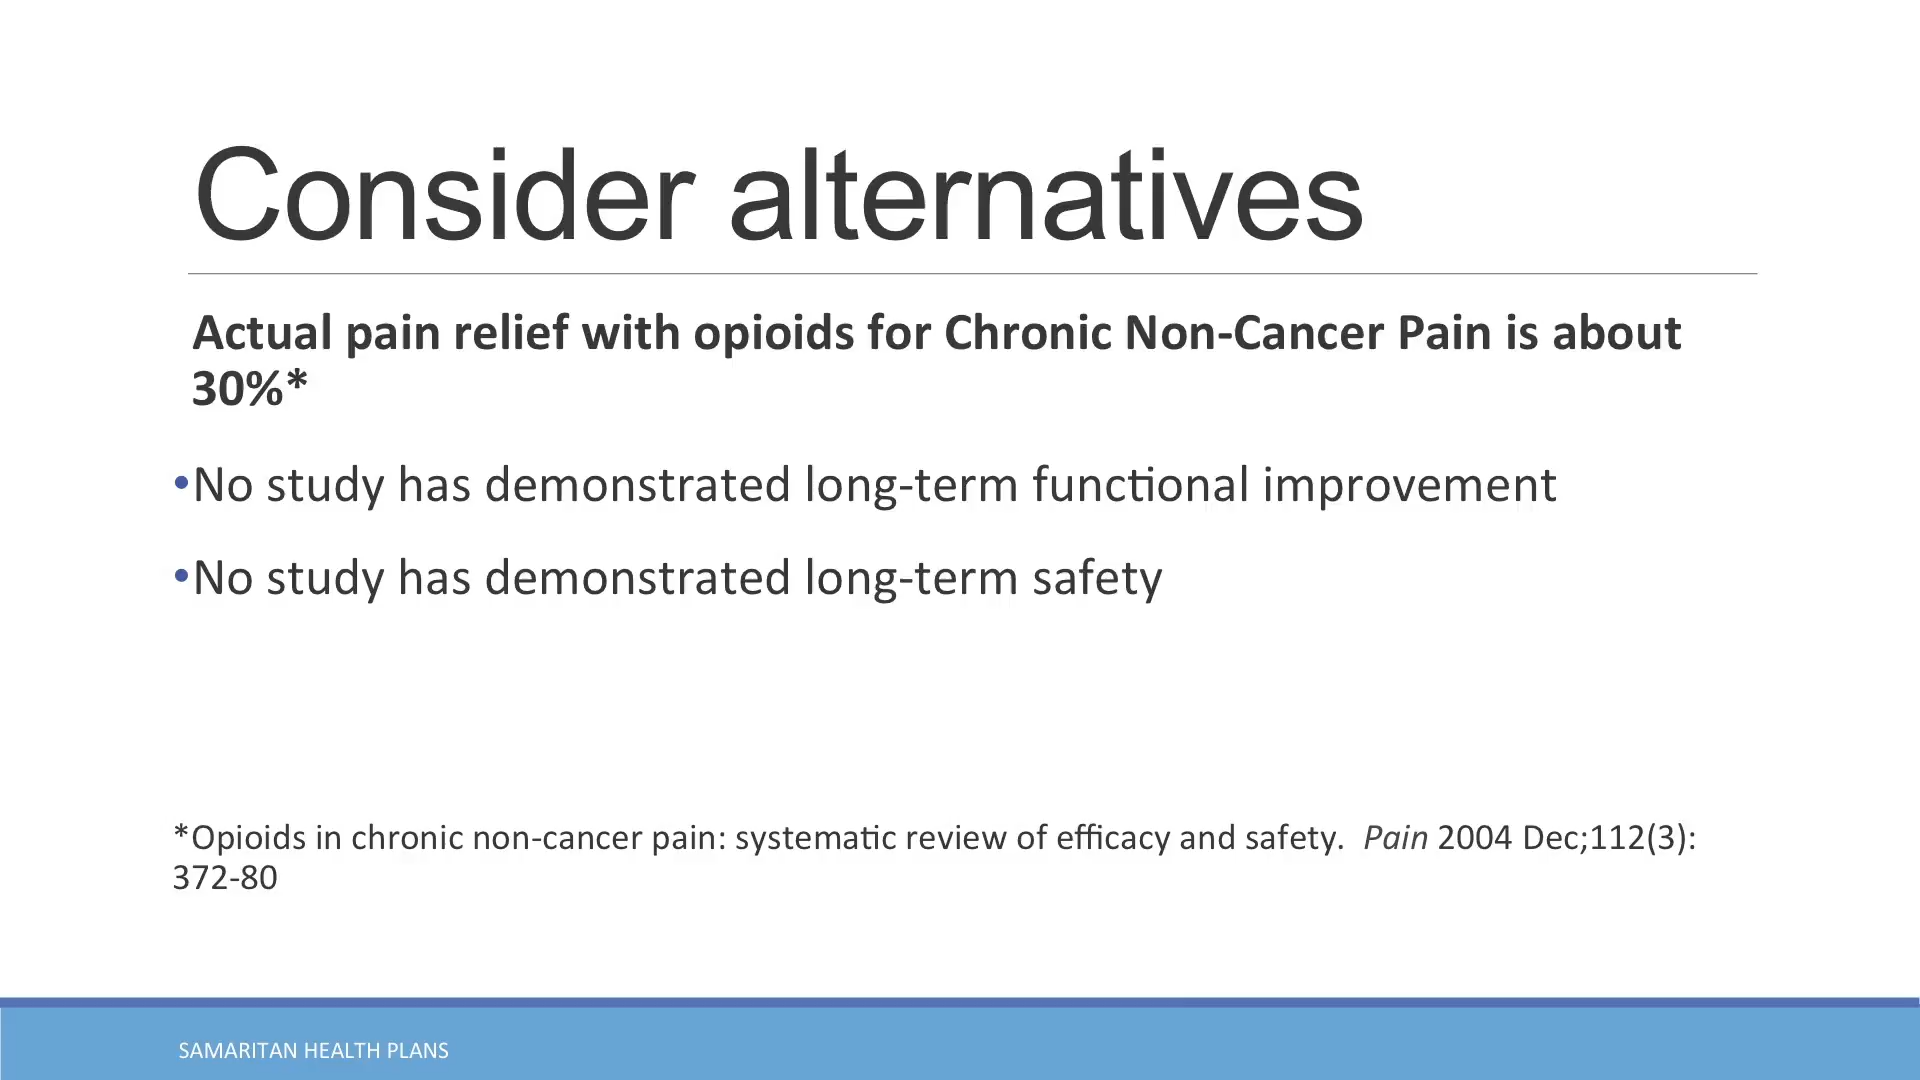 Consider alternatives
Actual pain relief with opioids for Chronic Non-Cancer Pain is about
30%*
•No study has demonstrated long-term functional improvement
•No study has demonstrated long-term safety
*Opioids in chronic non-cancer pain: systematic review of efficacy and safety.  Pain 2004 Dec;112(3):
372-80
SAMARITAN HEALTH PLANS